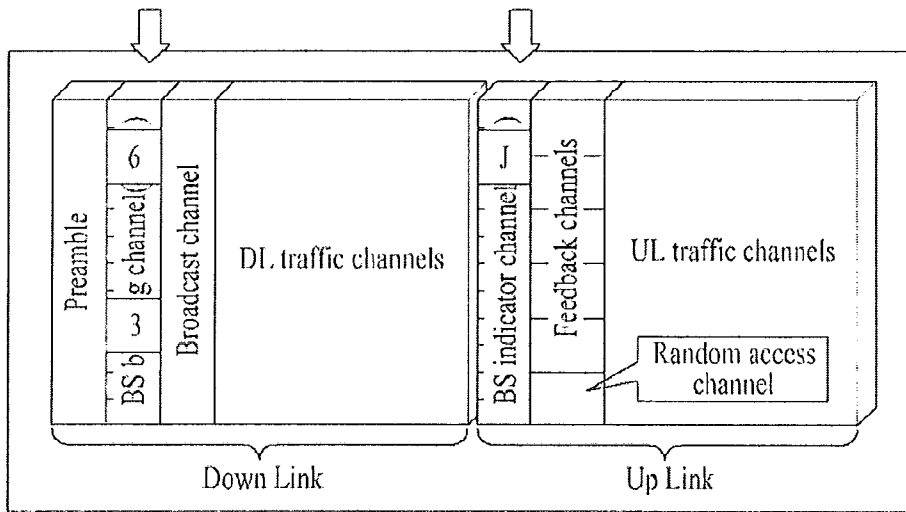 Preamble
BS b
3
g channel(
6
)
Broadcast channel
DL traffic channels
BS indicator channel
J
)
Feedback channels
UL traffic channels
Random access
channel
Down Link
Up Link